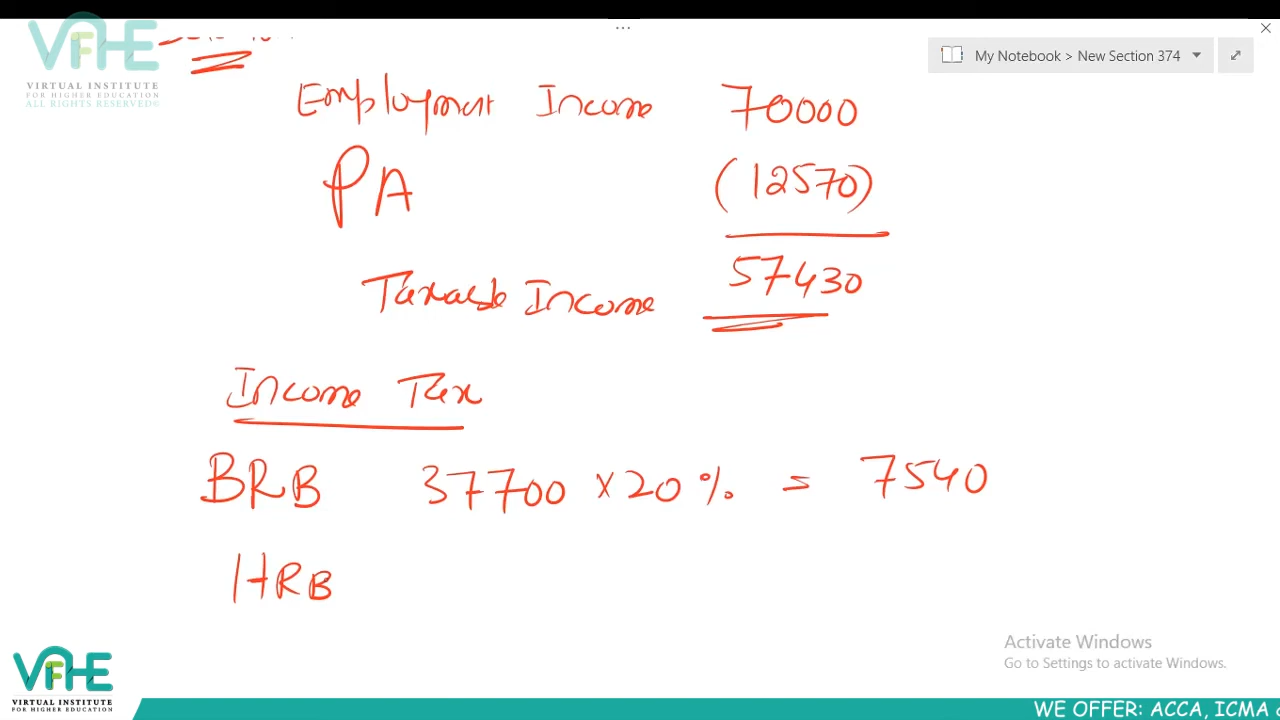 VFHE
VIRTUAL INSTITUTE
FOR HIGHER EDUCATION
ALL RIGHTS RESERVED©
My Notebook > New Section 374
Employment Income 70000
PA (12570)
Taxable Income 57430
Income Tax
BRB 37700 × 20 % = 7540
HRB
Activate Windows
Go to Settings to activate Windows.
VFHE
VIRTUAL INSTITUTE
FOR HIGHER EDUCATION
WE OFFER: ACCA, ICMA